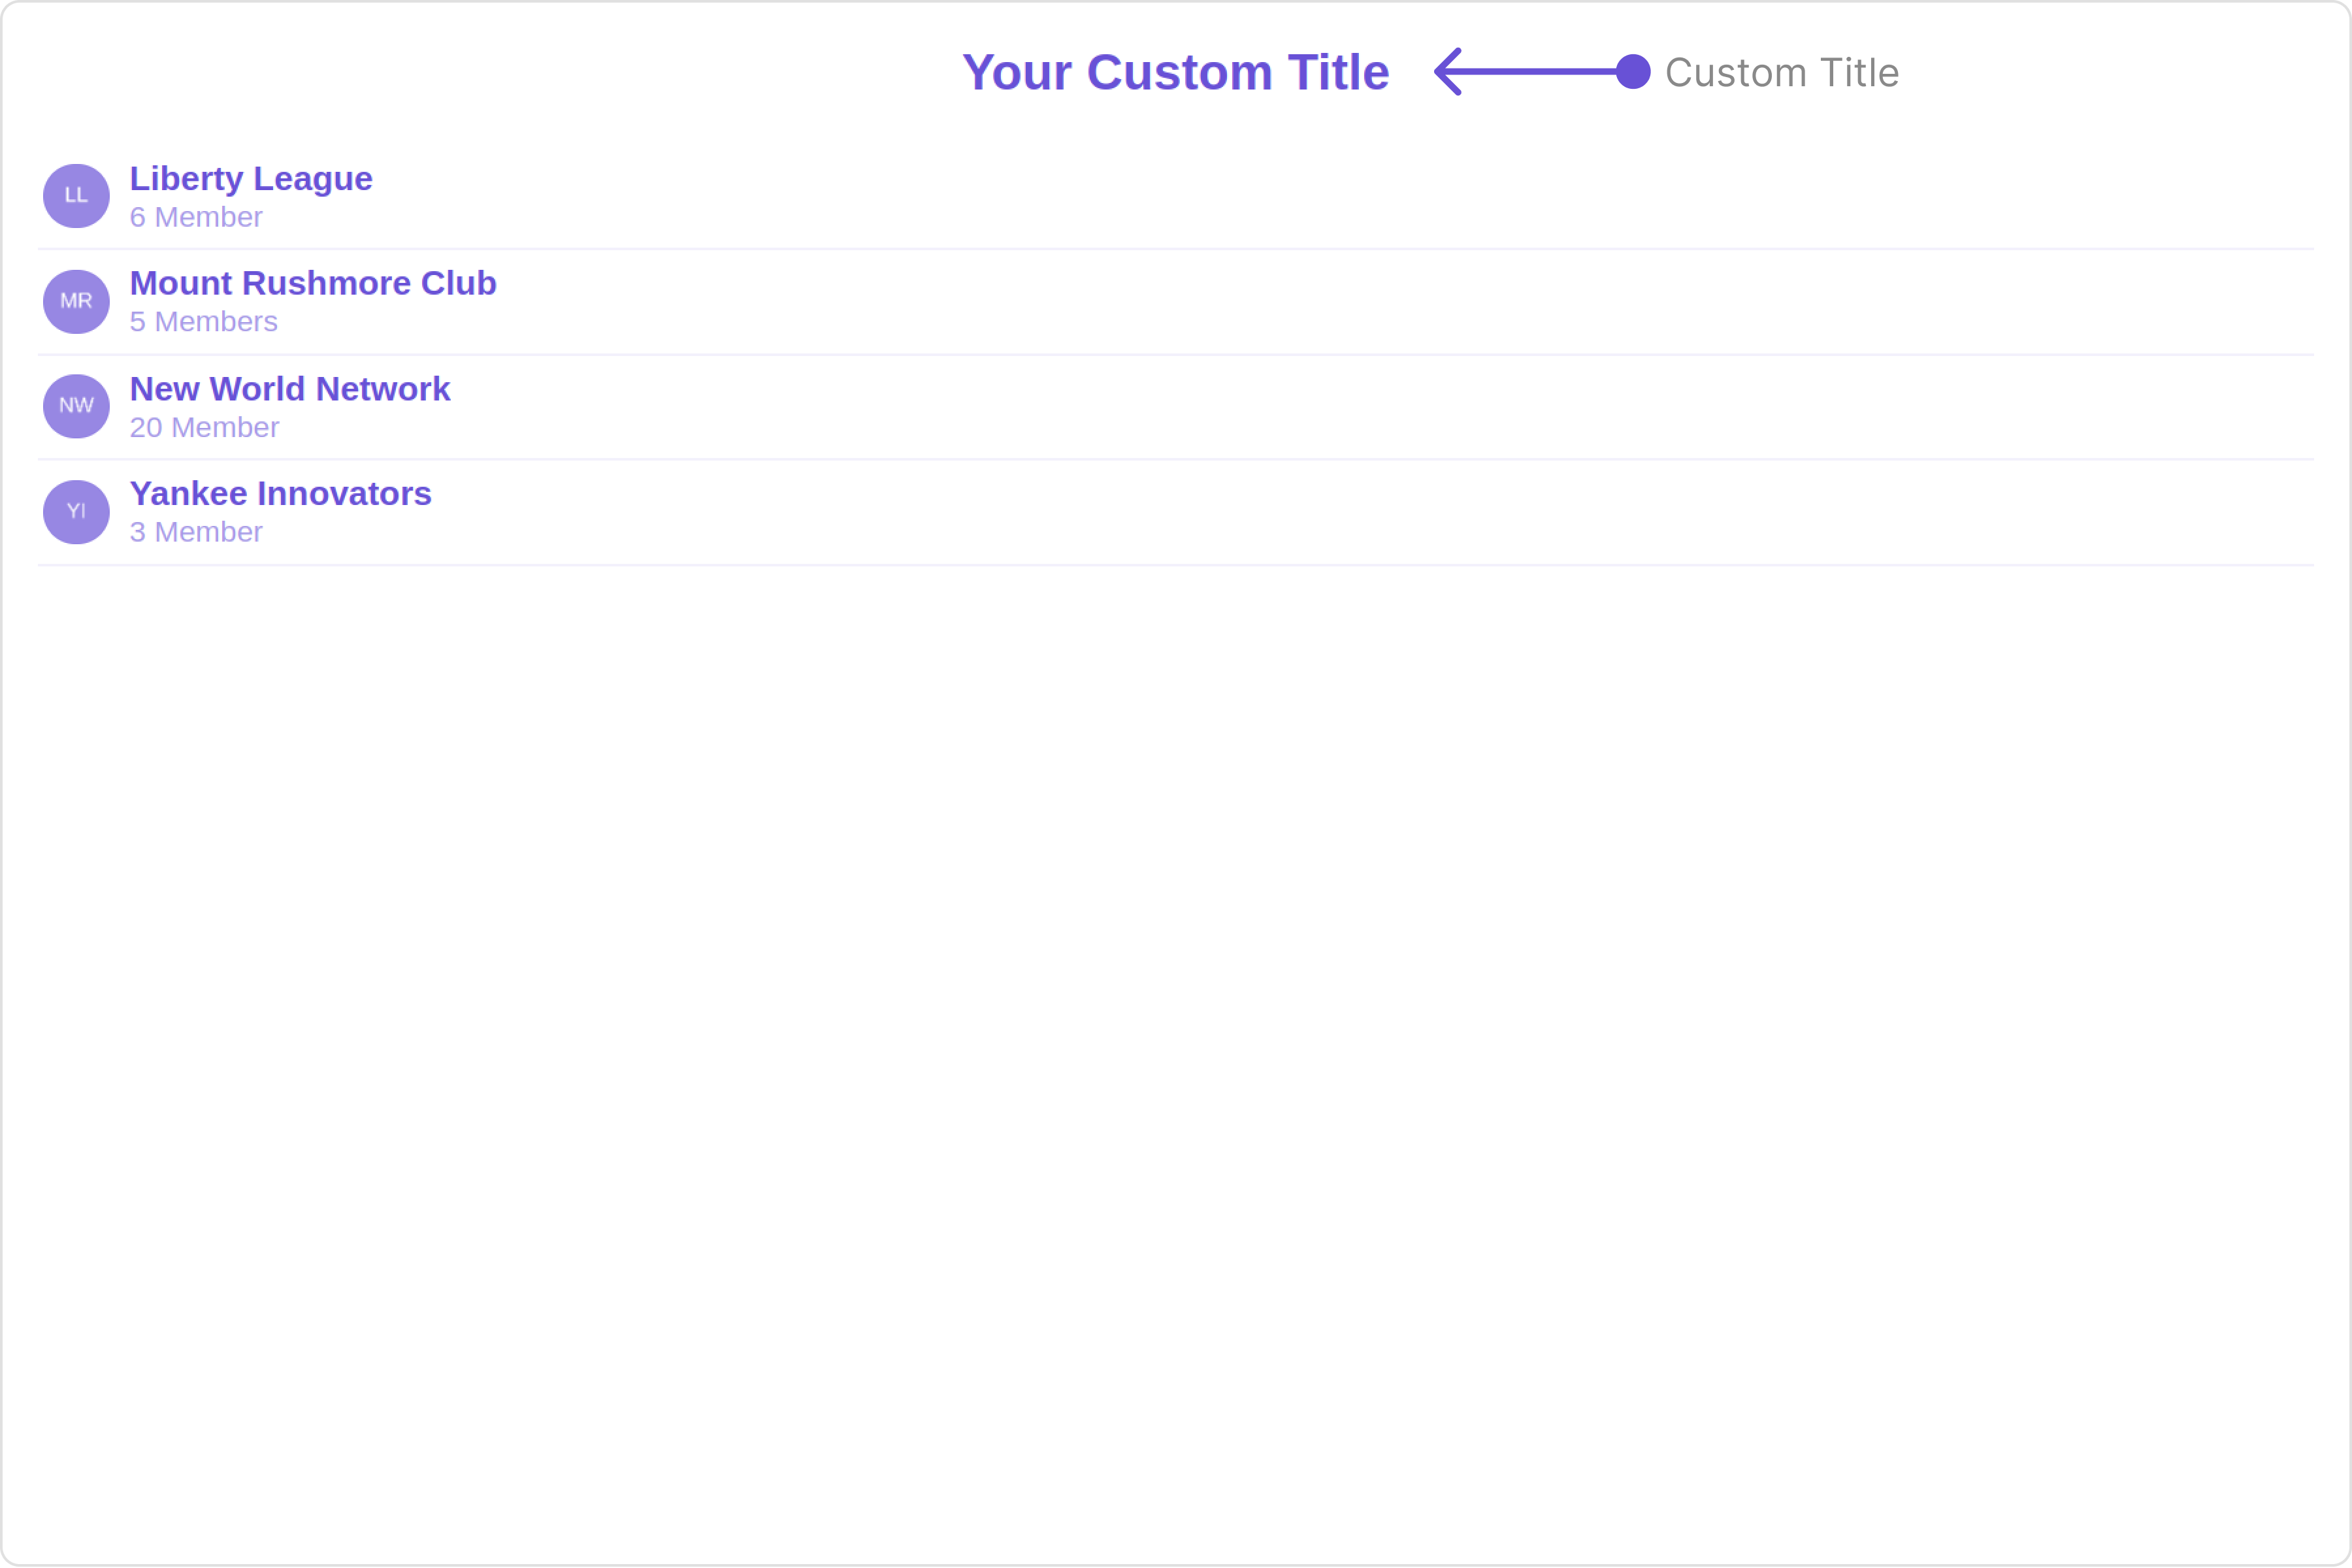 Your Custom Title
Custom Title
LL
Liberty League
6 Member
MR
Mount Rushmore Club
5 Members
NW
New World Network
20 Member
YI
Yankee Innovators
3 Member